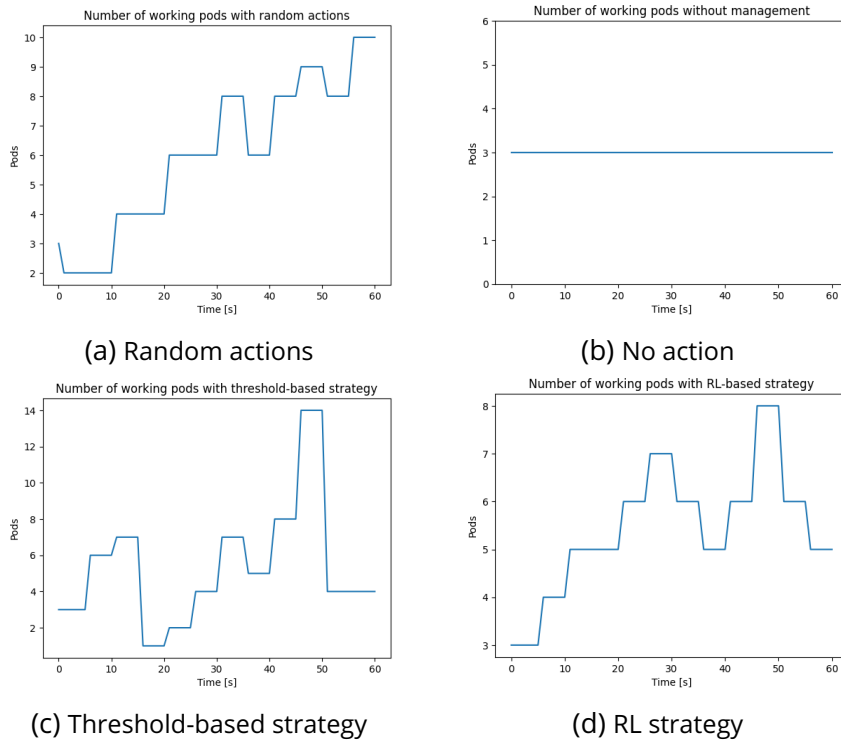 Number of working pods with random actions
10
9
8
7
6
5
4
3
2
Pods
0 10 20 30 40 50 60
Time [s]
(a) Random actions
Number of working pods without management
6
5
4
3
2
1
0
Pods
0 10 20 30 40 50 60
Time [s]
(b) No action
Number of working pods with threshold-based strategy
14
12
10
8
6
4
2
Pods
0 10 20 30 40 50 60
Time [s]
(c) Threshold-based strategy
Number of working pods with RL-based strategy
8
7
6
5
4
3
Pods
0 10 20 30 40 50 60
Time [s]
(d) RL strategy